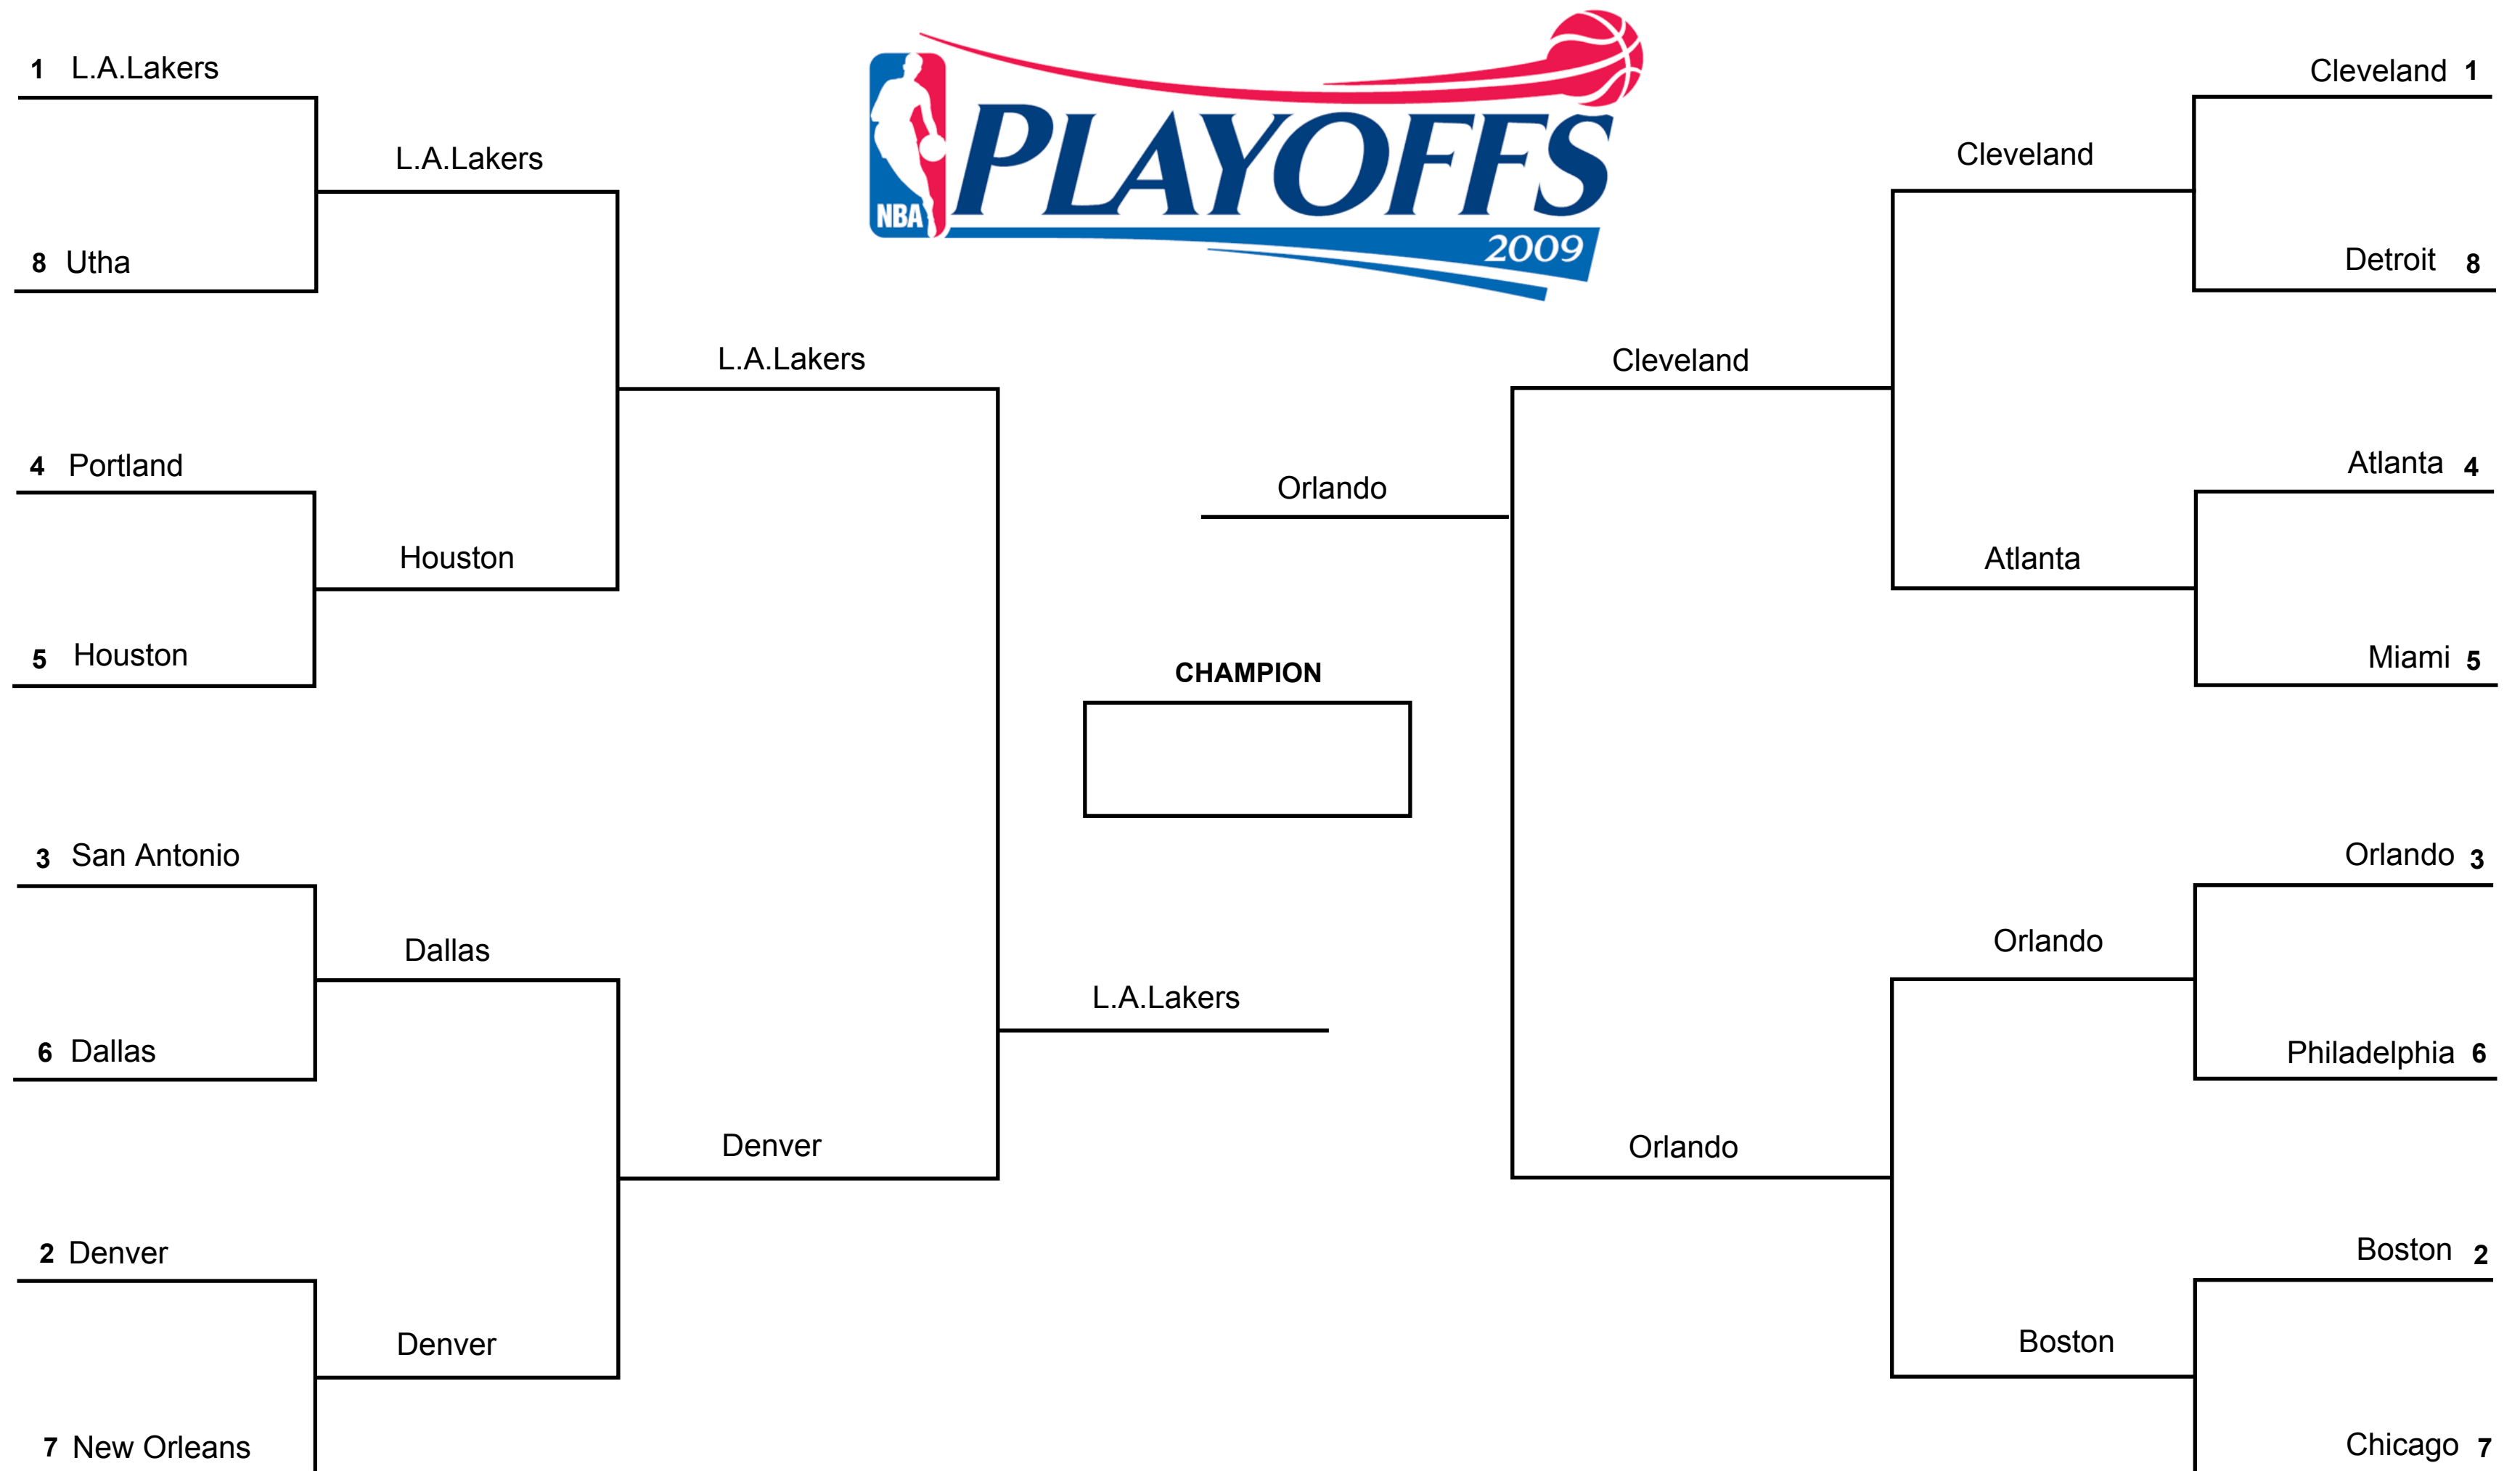 NBA
PLAYOFFS
2009
1 L.A.Lakers
8 Utha
4 Portland
5 Houston
3 San Antonio
6 Dallas
2 Denver
7 New Orleans
L.A.Lakers
Houston
Dallas
Denver
L.A.Lakers
Denver
L.A.Lakers
CHAMPION
Orlando
Cleveland
Orlando
Cleveland
Atlanta
Orlando
Boston
Cleveland 1
Detroit 8
Atlanta 4
Miami 5
Orlando 3
Philadelphia 6
Boston 2
Chicago 7